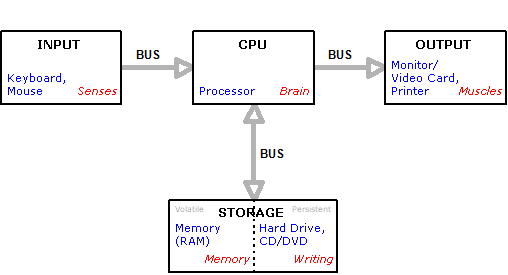 INPUT
Keyboard,
Mouse
Senses
BUS
CPU
Processor
Brain
BUS
OUTPUT
Monitor/
Video Card,
Printer
Muscles
BUS
Volatile
STORAGE
Persistent
Memory
(RAM)
Memory
Hard Drive,
CD/DVD
Writing